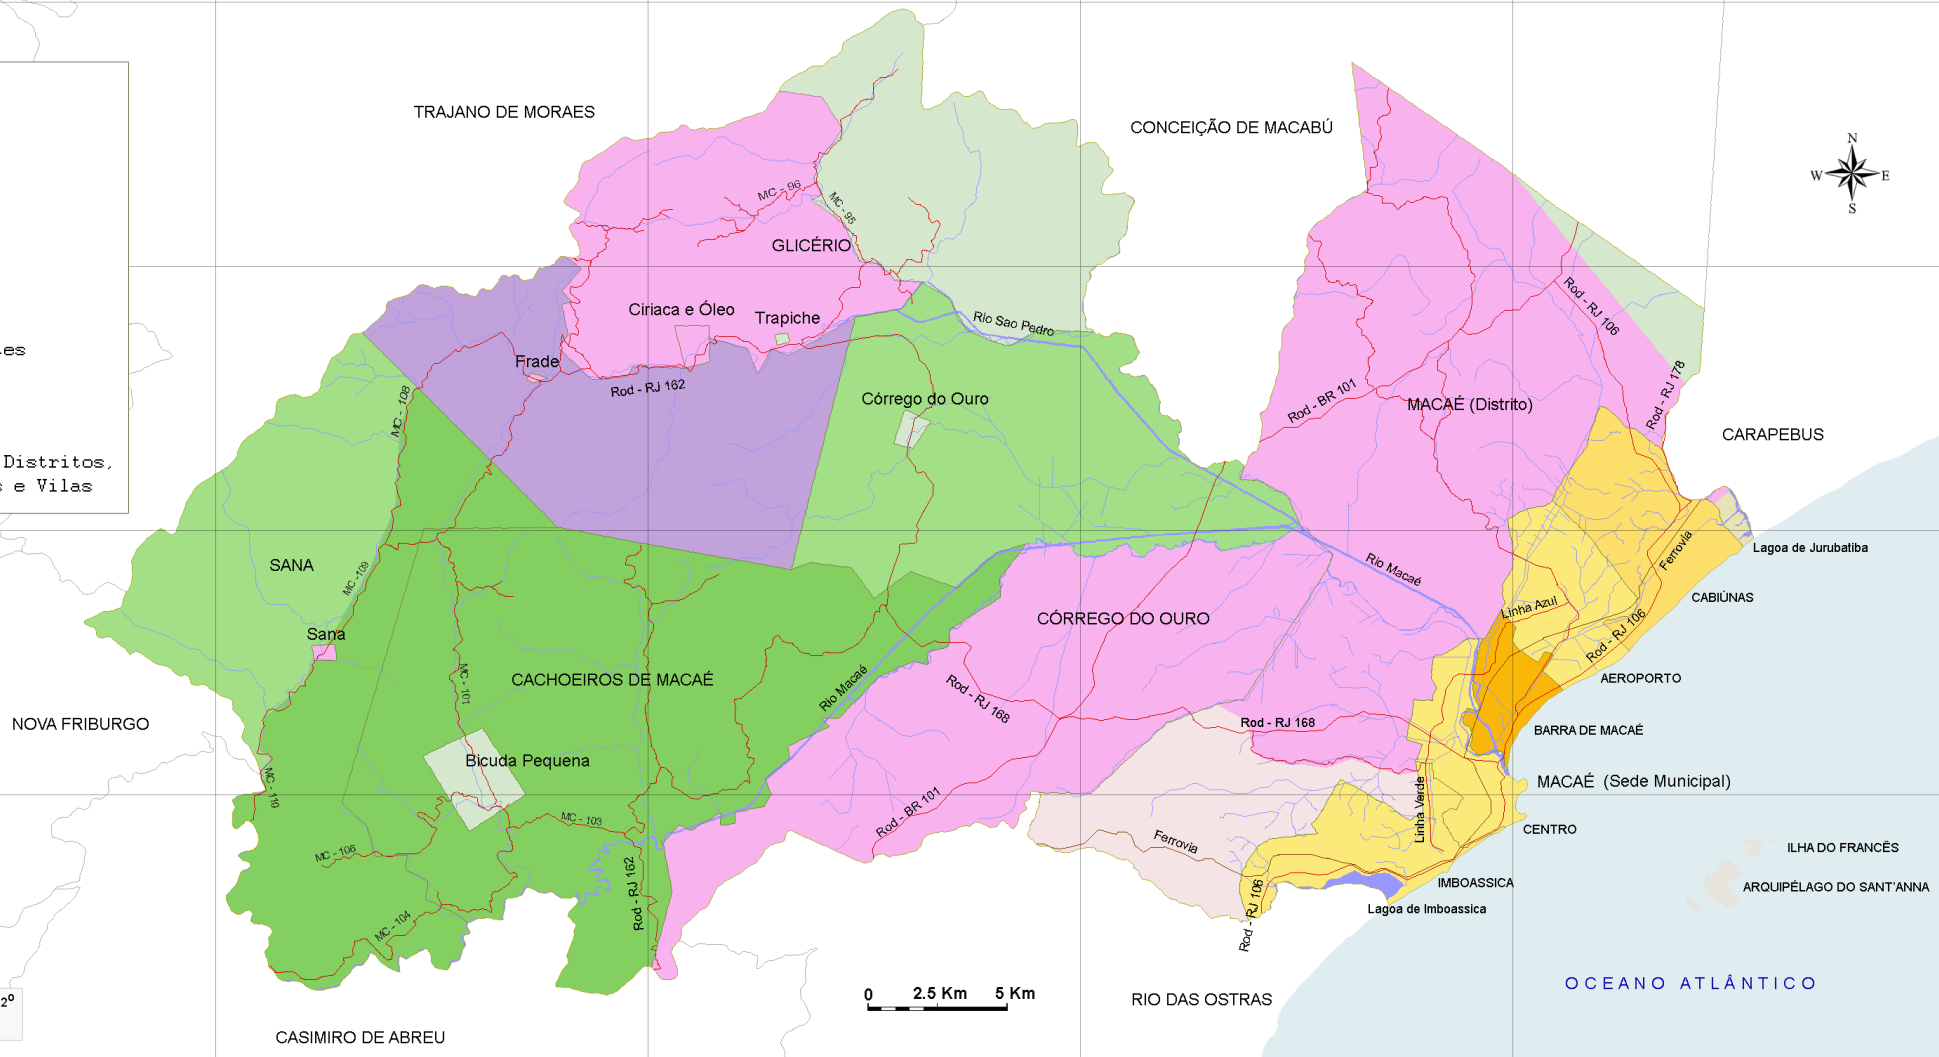 TRAJANO DE MORAES
CONCEIÇÃO DE MACABÚ
N
W E
S
MC - 96
MC - 95
GLICÉRIO
Rod - RJ 106
Ciriaca e Óleo
Trapiche
Rio Sao Pedro
es
Frade
Rod - RJ 162
MC - 108
Córrego do Ouro
Rod - BR 101
MACAÉ (Distrito)
Rod - RJ 178
CARAPEBUS
Distritos,
s e Vilas
SANA
MC -109
Rio Macaé
Ferrovia
Lagoa de Jurubatiba
CABIÚNAS
Linha Azul
Rod - RJ 106
Sana
CÓRREGO DO OURO
MC - 101
CACHOEIROS DE MACAÉ
Rio Macaé
Rod - RJ 168
AEROPORTO
NOVA FRIBURGO
Rod - RJ 168
BARRA DE MACAÉ
Bicuda Pequena
MC - 110
MACAÉ (Sede Municipal)
Linha Verde
Rod - BR 101
MC - 103
CENTRO
Ferrovia
MC - 106
ILHA DO FRANCÊS
Rod - RJ 162
Rod - RJ 106
IMBOASSICA
ARQUIPÉLAGO DO SANT'ANNA
Lagoa de Imboassica
MC - 104
OCEANO ATLÂNTICO
0 2.5 Km 5 Km
2º
RIO DAS OSTRAS
CASIMIRO DE ABREU